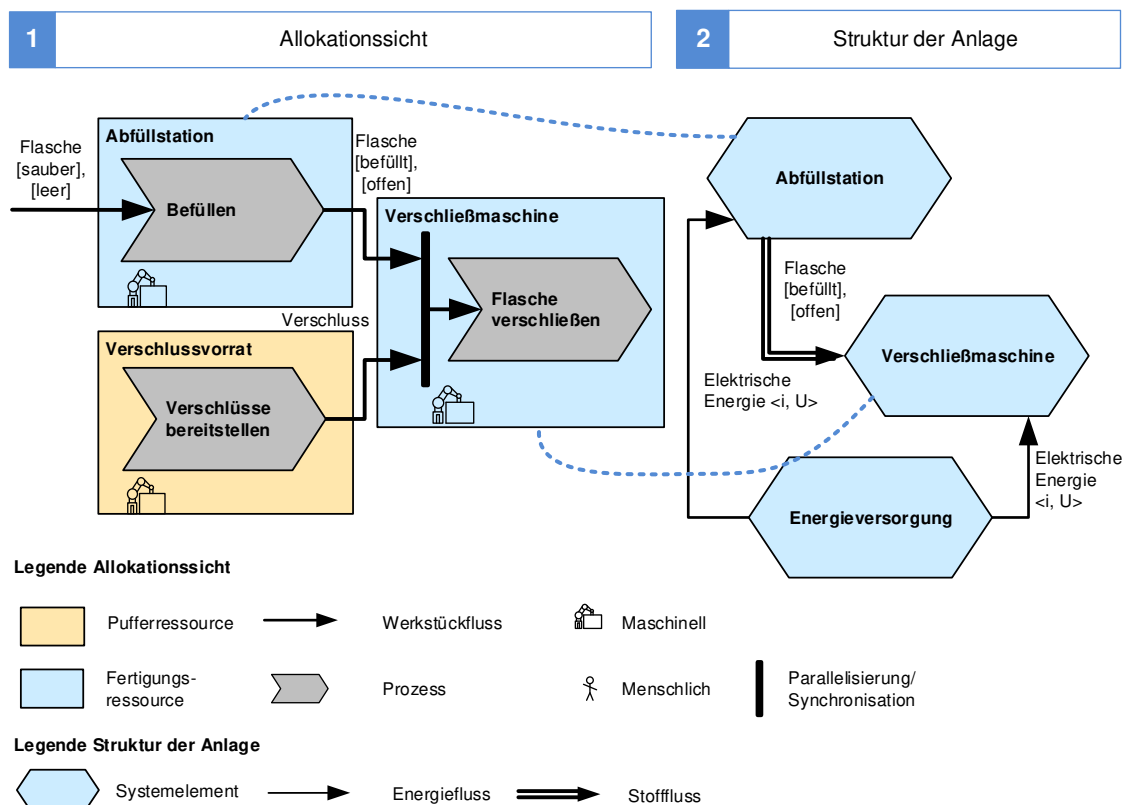 1
Allokationssicht
2
Struktur der Anlage
Abfüllstation
Flasche
[sauber],
[leer]
Befüllen
Flasche
[befüllt],
[offen]
Verschließmaschine
Flasche
verschließen
Verschluss
Verschlussvorrat
Verschlüsse
bereitstellen
Abfüllstation
Flasche
[befüllt],
[offen]
Verschließmaschine
Elektrische
Energie <i, U>
Elektrische
Energie
<i, U>
Energieversorgung
Legende Allokationssicht
Pufferressource
Werkstückfluss
Maschinell
Fertigungs-
ressource
Prozess
Menschlich
Parallelisierung/
Synchronisation
Legende Struktur der Anlage
Systemelement
Energiefluss
Stofffluss